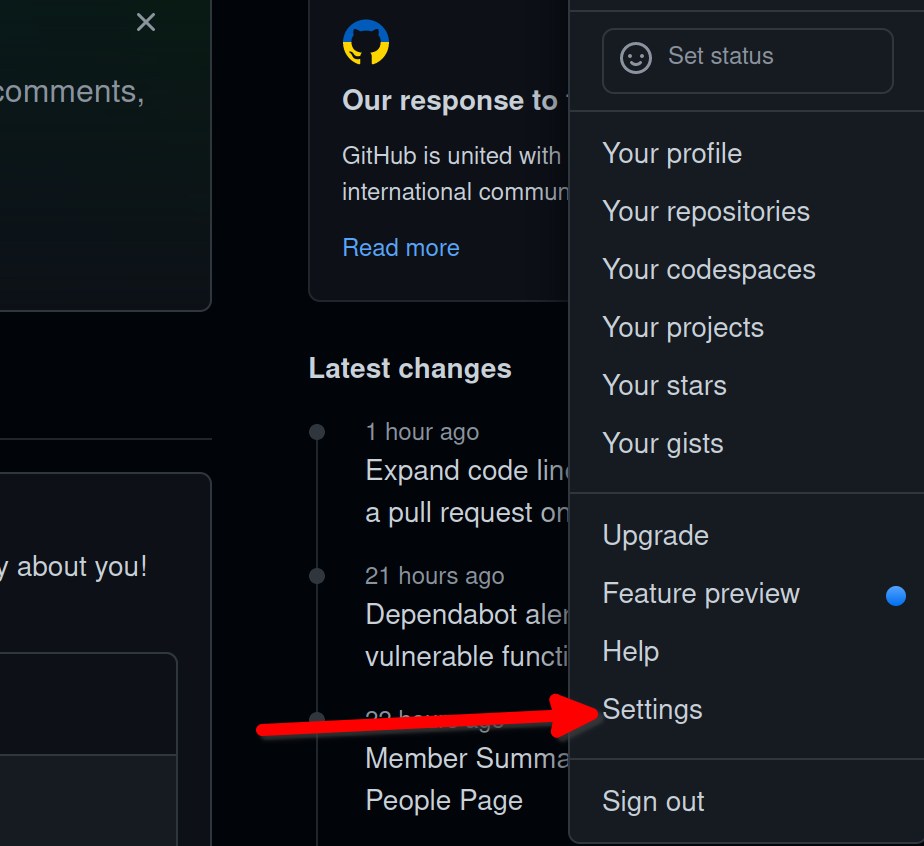 comments,
y about you!
Our response to
GitHub is united with
international commun
Read more
Latest changes
1 hour ago
Expand code line
a pull request on
21 hours ago
Dependabot aler
vulnerable functi
22 hours ago
Member Summa
People Page
Set status
Your profile
Your repositories
Your codespaces
Your projects
Your stars
Your gists
Upgrade
Feature preview
Help
Settings
Sign out